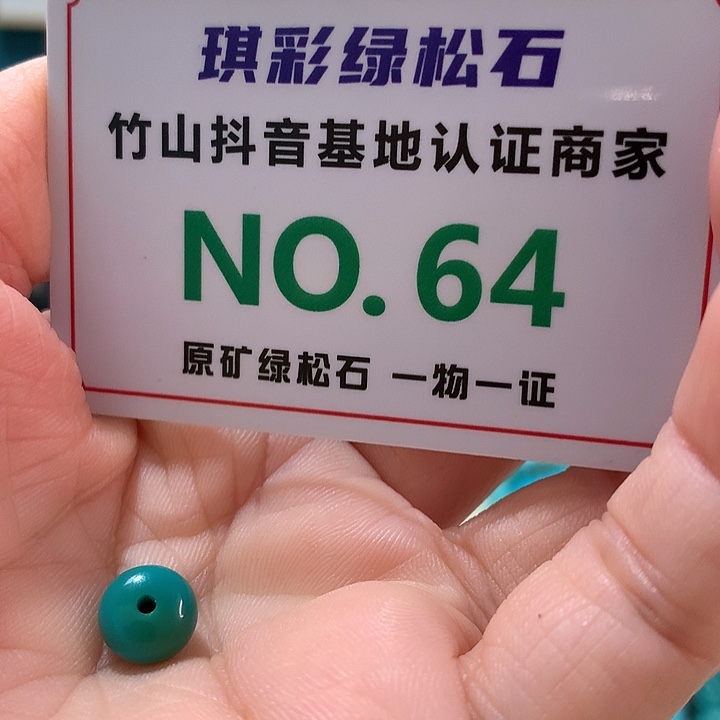 琪彩绿松石
竹山抖音基地认证商家
NO.64
原矿绿松石 一物一证